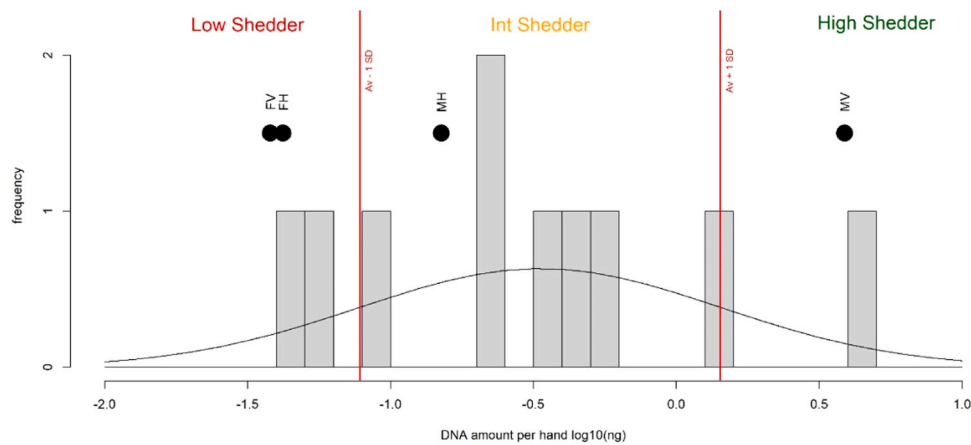 Low Shedder
Int Shedder
High Shedder
Av - 1 SD
Av + 1 SD
FV
FH
MH
MV
frequency
2
1
0
-2.0
-1.5
-1.0
-0.5
0.0
0.5
1.0
DNA amount per hand log10(ng)